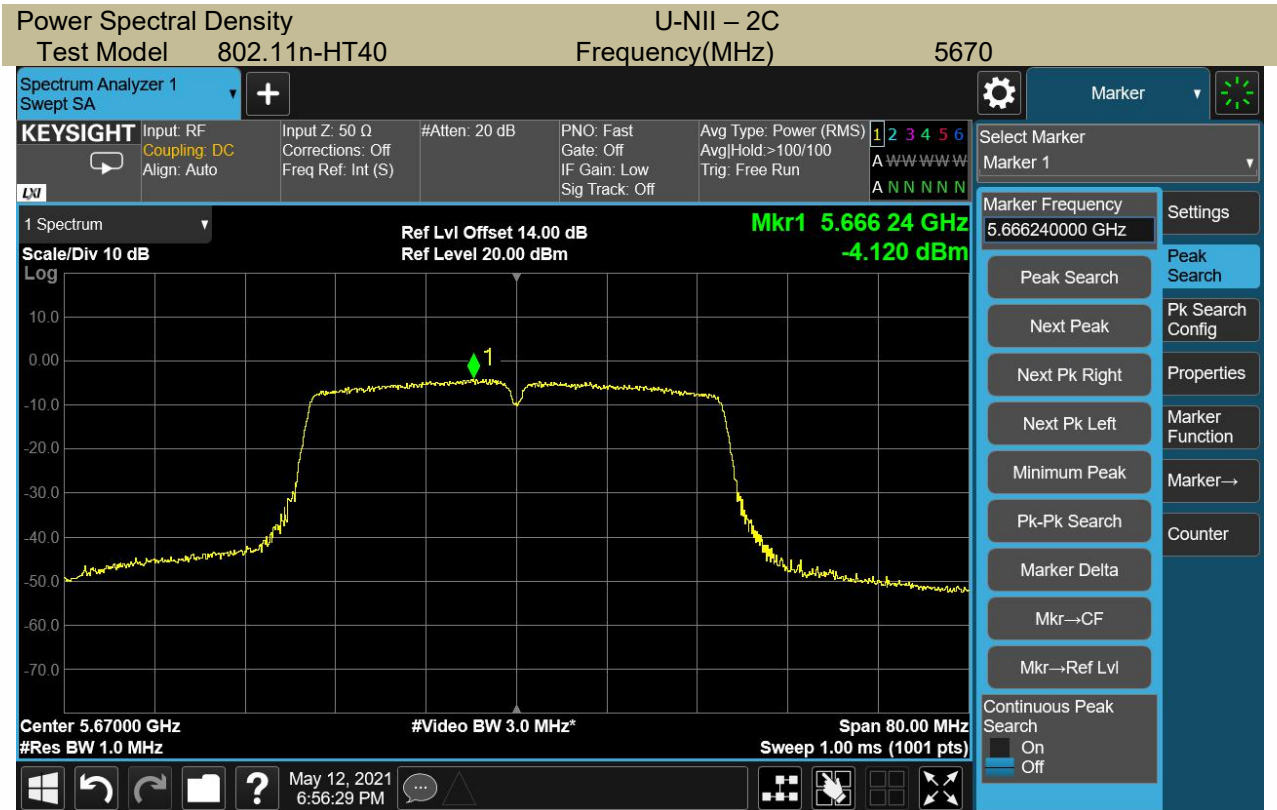 Power Spectral Density U-NII – 2C
Test Model 802.11n-HT40 Frequency(MHz) 5670
Spectrum Analyzer 1
Swept SA
+
Marker
KEYSIGHT
LXI
Input: RF
Coupling: DC
Align: Auto
Input Z: 50 Ω
Corrections: Off
Freq Ref: Int (S)
#Atten: 20 dB
PNO: Fast
Gate: Off
IF Gain: Low
Sig Track: Off
Avg Type: Power (RMS)
Avg|Hold:>100/100
Trig: Free Run
1 2 3 4 5 6
A W W W W W
A N N N N N
Select Marker
Marker 1
1 Spectrum
Scale/Div 10 dB
Ref Lvl Offset 14.00 dB
Ref Level 20.00 dBm
Mkr1 5.666 24 GHz
-4.120 dBm
Log
10.0
0.00
-10.0
-20.0
-30.0
-40.0
-50.0
-60.0
-70.0
1
Center 5.67000 GHz
#Res BW 1.0 MHz
#Video BW 3.0 MHz*
Span 80.00 MHz
Sweep 1.00 ms (1001 pts)
Marker Frequency
5.666240000 GHz
Peak Search
Next Peak
Next Pk Right
Next Pk Left
Minimum Peak
Pk-Pk Search
Marker Delta
Mkr→CF
Mkr→Ref Lvl
Continuous Peak
Search
On
Off
Settings
Peak
Search
Pk Search
Config
Properties
Marker
Function
Marker→
Counter
?
May 12, 2021
6:56:29 PM